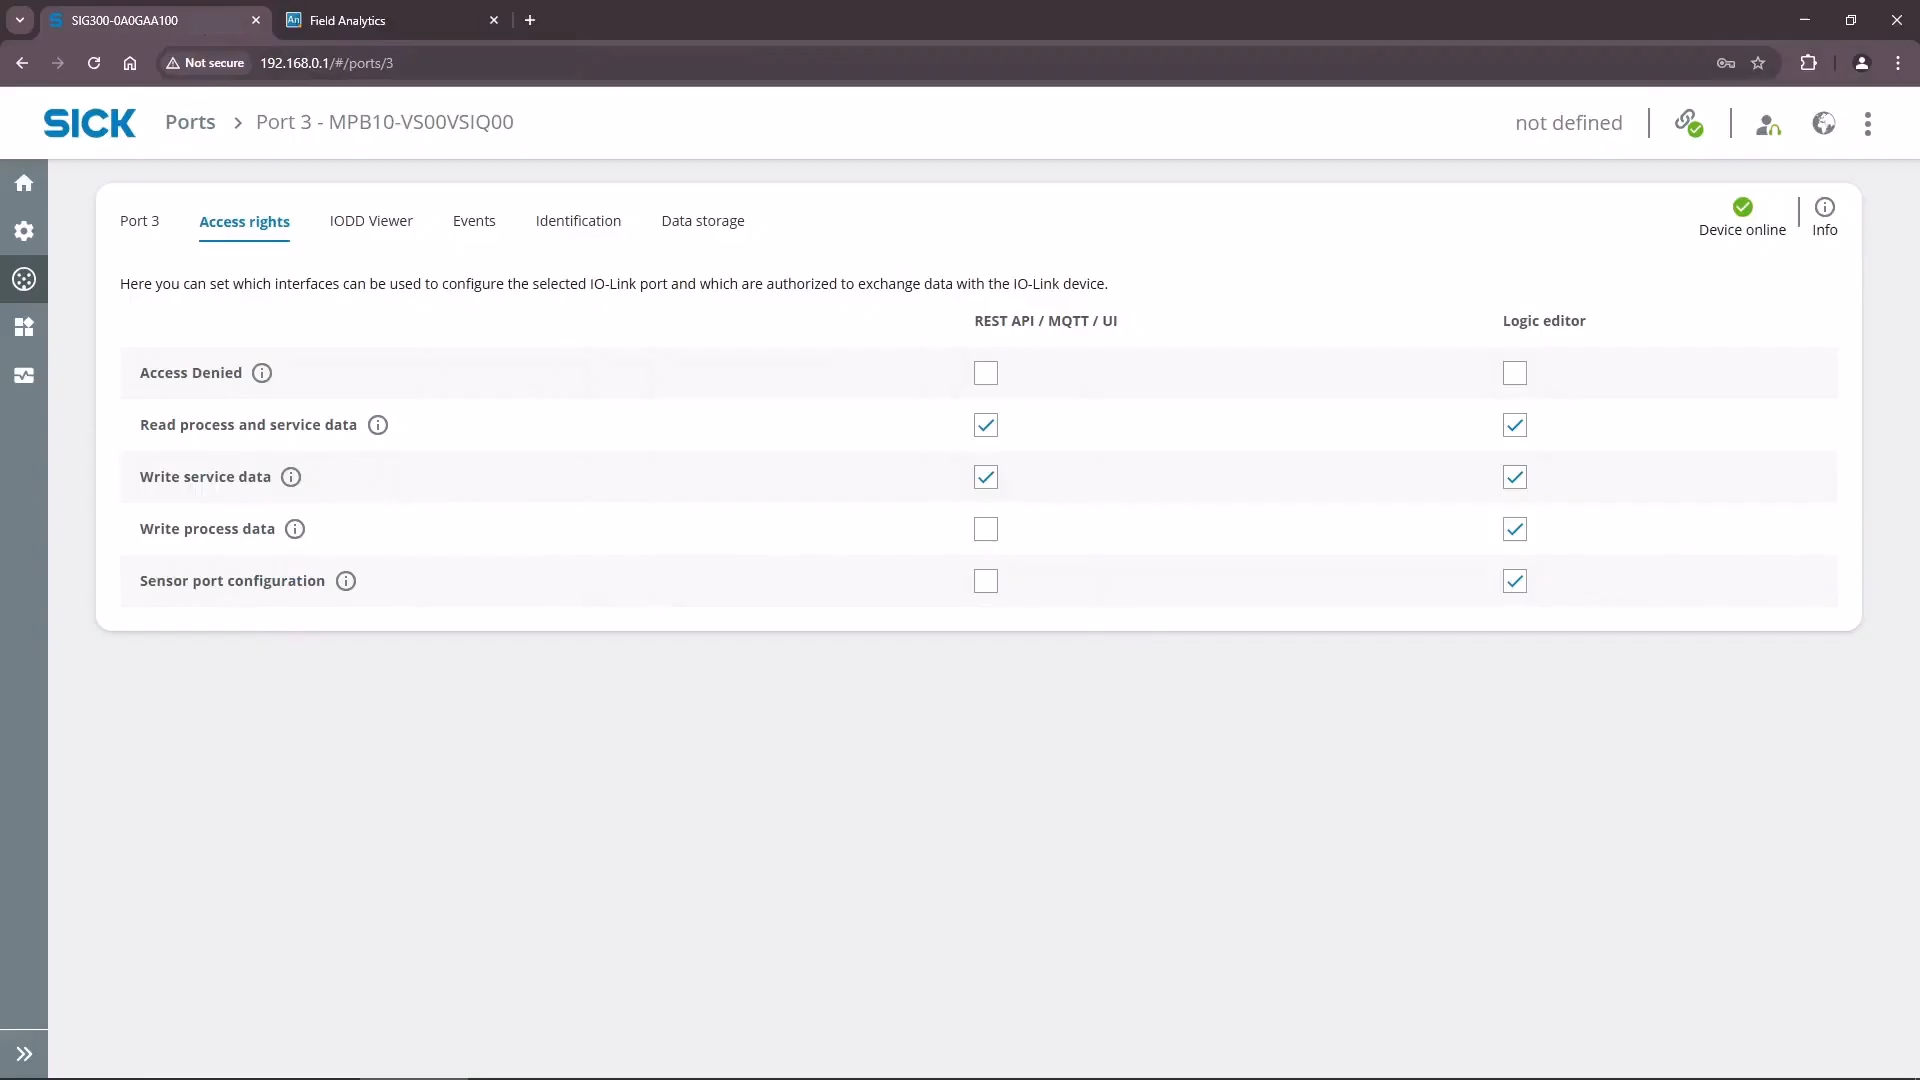 SIG300-0A0GAA100
An Field Analytics
Not secure 192.168.0.1/#/ports/3
SICK Ports Port 3 - MPB10-VS00VSIQ00 not defined
Port 3 Access rights IODD Viewer Events Identification Data storage
Device online Info
Here you can set which interfaces can be used to configure the selected IO-Link port and which are authorized to exchange data with the IO-Link device.
REST API / MQTT / UI Logic editor
Access Denied
Read process and service data
Write service data
Write process data
Sensor port configuration